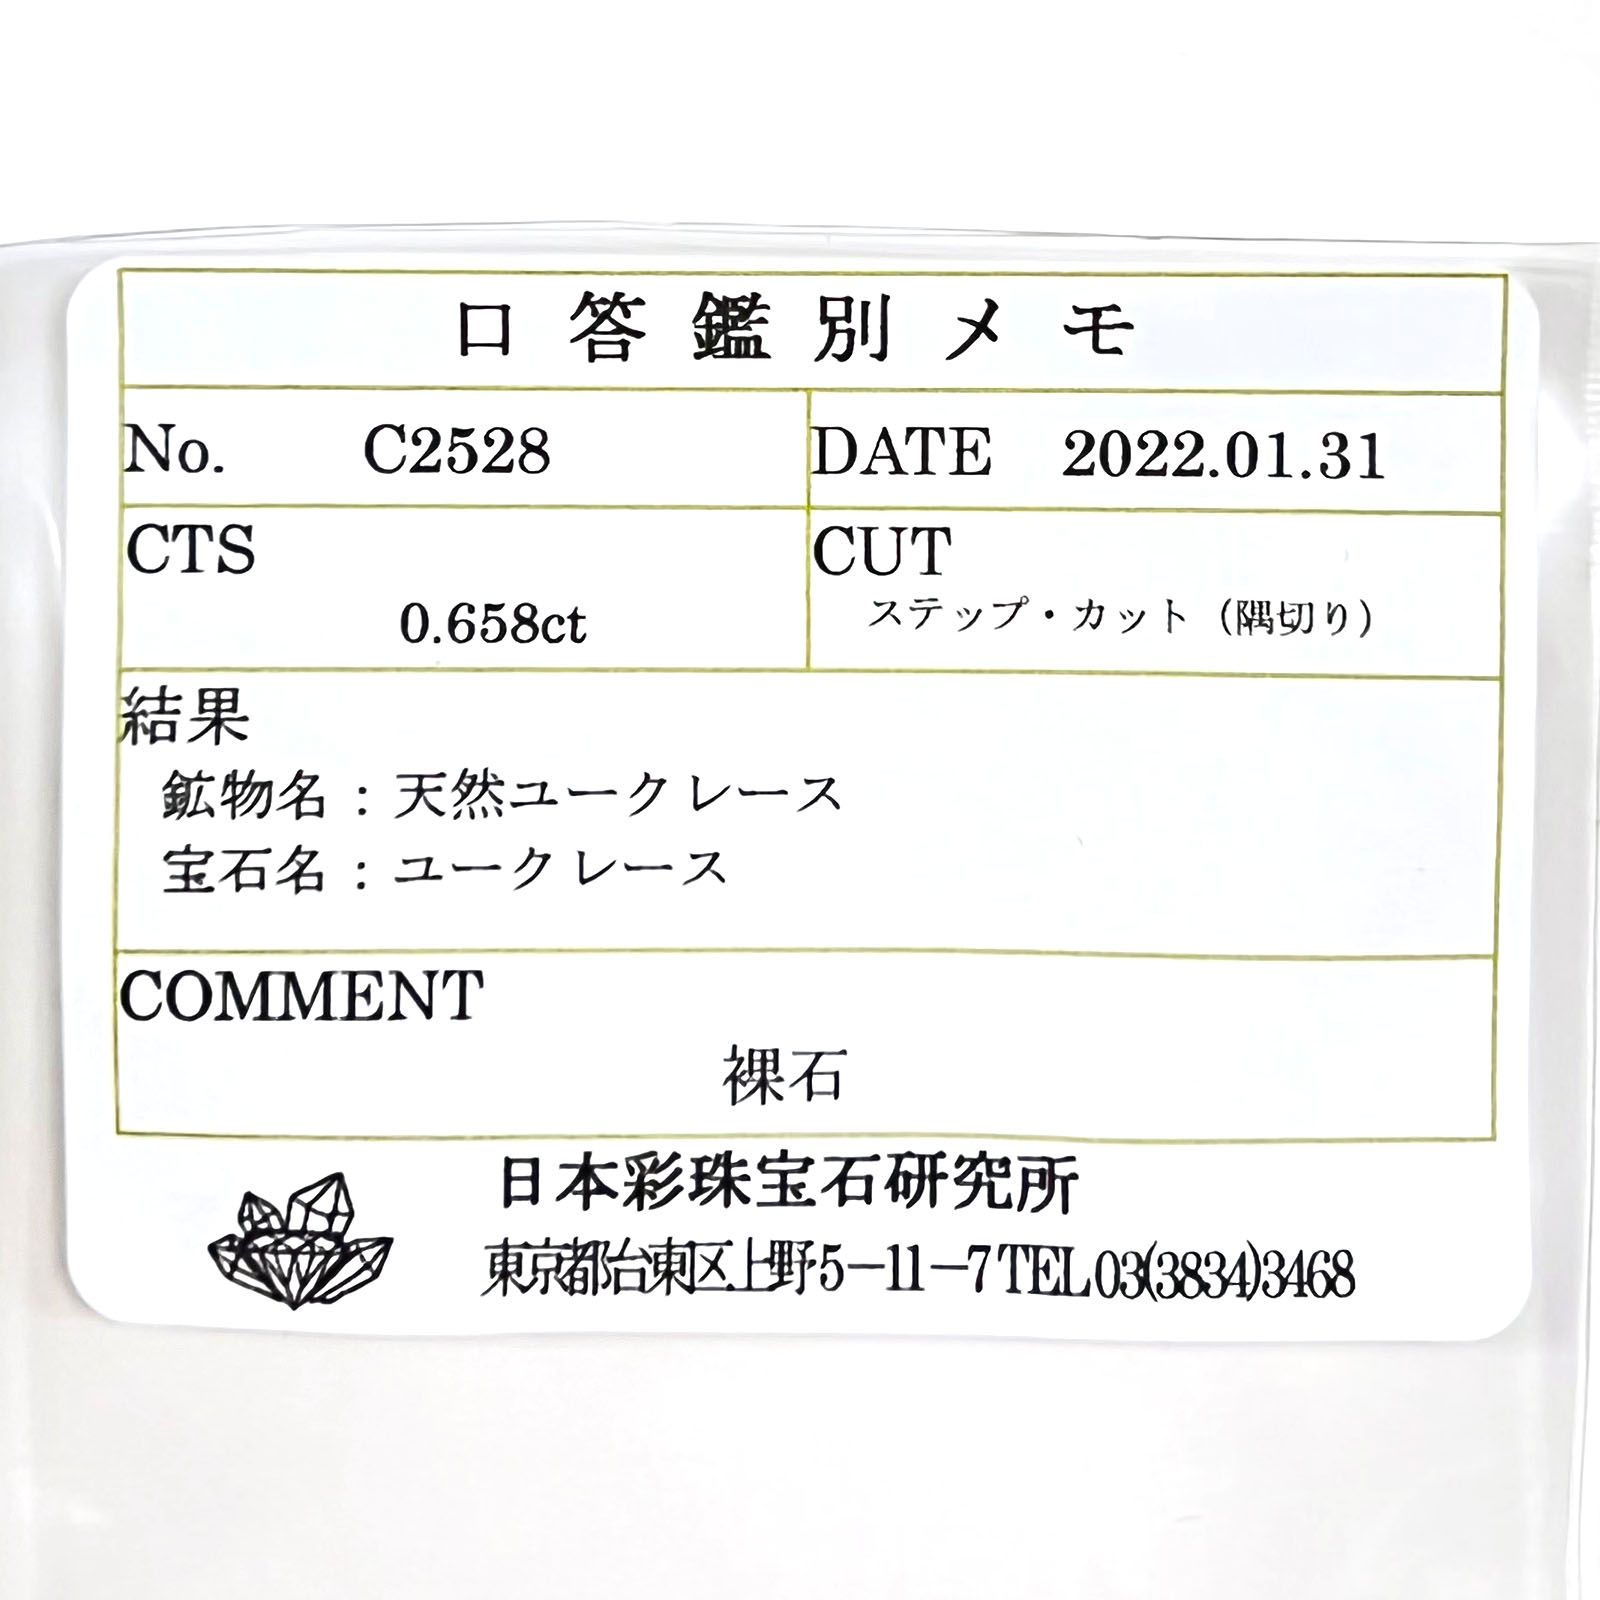 口答鑑別メモ
No. C2528 DATE 2022.01.31
CTS CUT
0.658ct ステップ・カット（隅切り）
結果
鉱物名：天然ユークレース
宝石名：ユークレース
COMMENT
裸石
日本彩珠宝石研究所
東京都台東区上野5－11－7 TEL 03(3834)3468